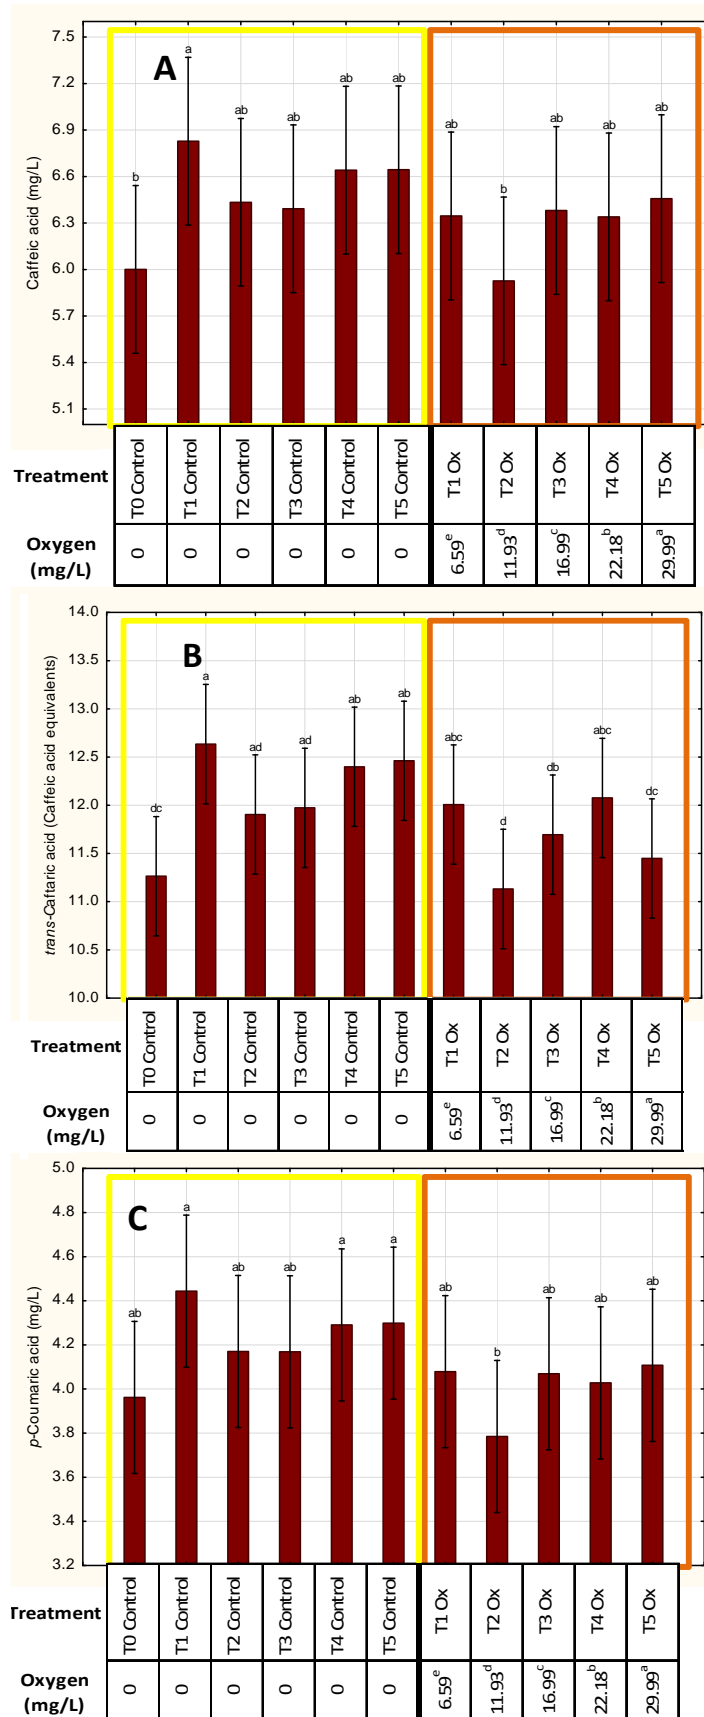 A
7.5
7.2
6.9
6.6
6.3
6.0
5.7
5.4
5.1
Caffeic acid (mg/L)
b
a
ab
ab
ab
ab
ab
b
ab
ab
ab
Treatment
T0 Control
T1 Control
T2 Control
T3 Control
T4 Control
T5 Control
T1 Ox
T2 Ox
T3 Ox
T4 Ox
T5 Ox
Oxygen
(mg/L)
0
0
0
0
0
0
6.59e
11.93d
16.99c
22.18b
29.99a
B
14.0
13.5
13.0
12.5
12.0
11.5
11.0
10.5
10.0
trans-Caftaric acid (Caffeic acid equivalents)
dc
a
ad
ad
ab
ab
abc
d
db
abc
dc
Treatment
T0 Control
T1 Control
T2 Control
T3 Control
T4 Control
T5 Control
T1 Ox
T2 Ox
T3 Ox
T4 Ox
T5 Ox
Oxygen
(mg/L)
0
0
0
0
0
0
6.59e
11.93d
16.99c
22.18b
29.99a
C
5.0
4.8
4.6
4.4
4.2
4.0
3.8
3.6
3.4
3.2
p-Coumaric acid (mg/L)
ab
a
ab
ab
a
a
ab
b
ab
ab
ab
Treatment
T0 Control
T1 Control
T2 Control
T3 Control
T4 Control
T5 Control
T1 Ox
T2 Ox
T3 Ox
T4 Ox
T5 Ox
Oxygen
(mg/L)
0
0
0
0
0
0
6.59e
11.93d
16.99c
22.18b
29.99a